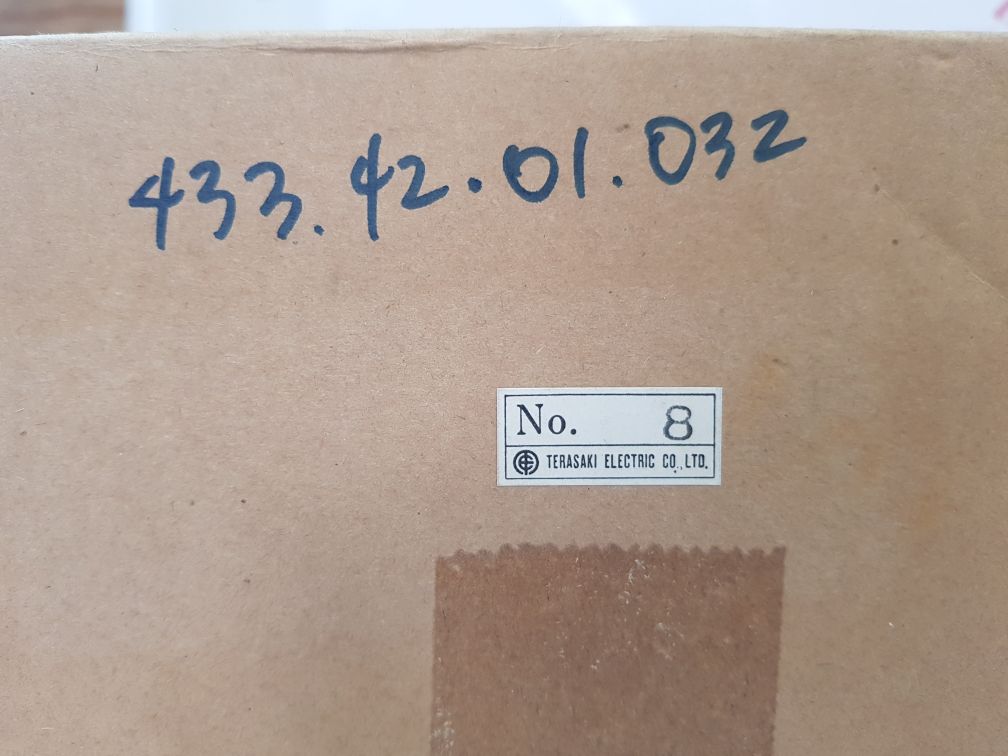 433.42.01.032
No. 8
TERASAKI ELECTRIC CO.,LTD.